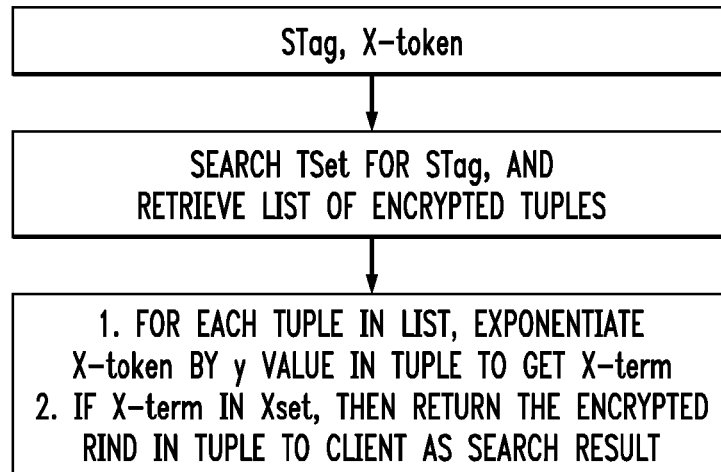 STag, X-token
SEARCH TSet FOR STag, AND
RETRIEVE LIST OF ENCRYPTED TUPLES
1. FOR EACH TUPLE IN LIST, EXPONENTIATE
X-token BY y VALUE IN TUPLE TO GET X-term
2. IF X-term IN Xset, THEN RETURN THE ENCRYPTED
RIND IN TUPLE TO CLIENT AS SEARCH RESULT